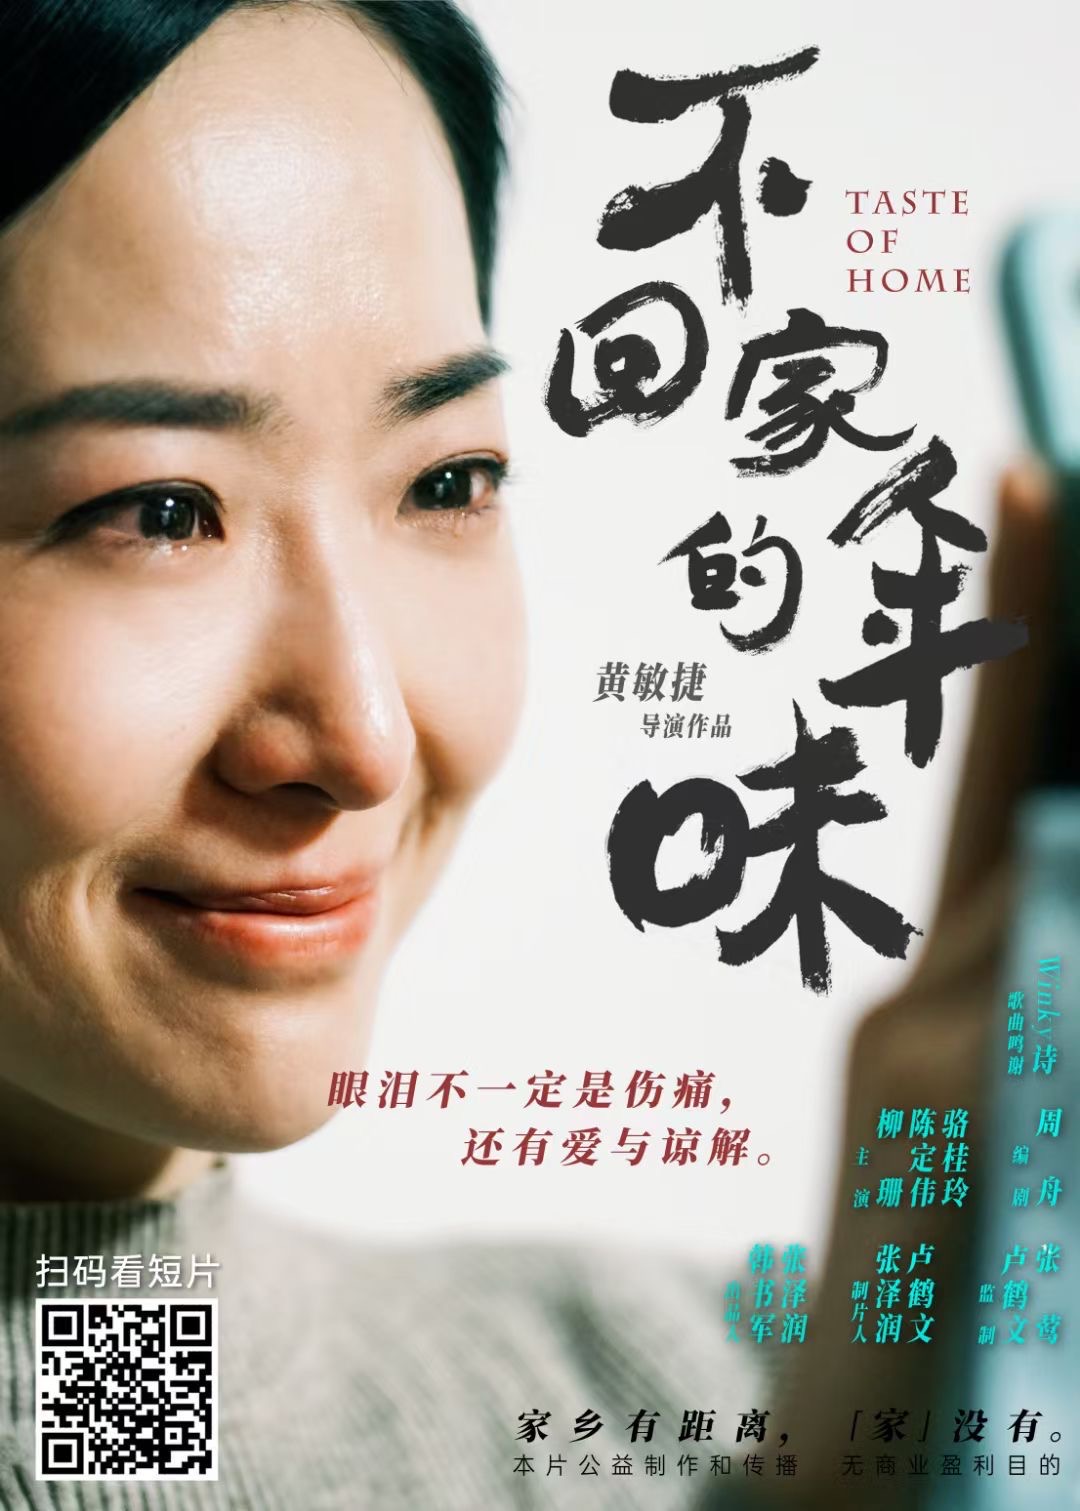 不
回家
的年
味
TASTE
OF
HOME
黄敏捷
导演作品
眼泪不一定是伤痛，
还有爱与谅解。
Winky诗
歌曲鸣谢
周舟
编剧
骆桂玲
陈定伟
柳珊
主演
张莺
卢鹤文
监制
卢鹤文
张泽润
制片人
张泽润
韩书军
出品人
扫码看短片
家乡有距离，「家」没有。
本片公益制作和传播 无商业盈利目的